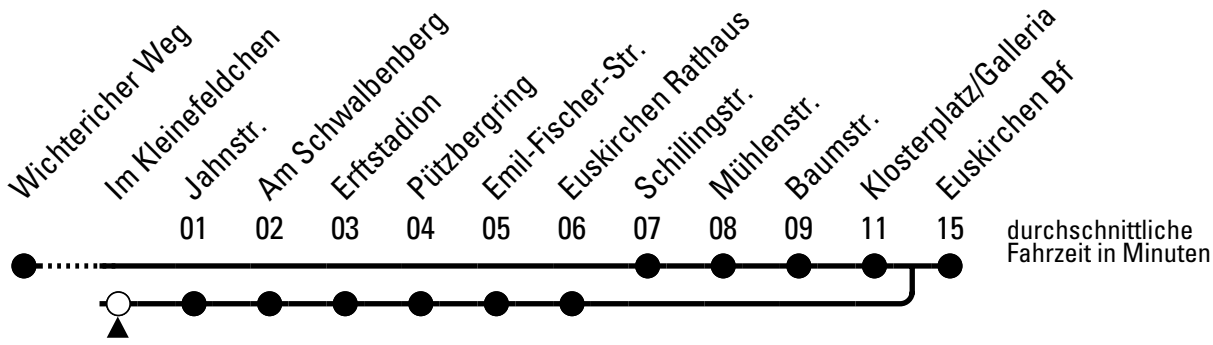 Wichtericher Weg
Im Kleinefeldchen
Jahnstr.
Am Schwalbenberg
Erftstadion
Pützbergring
Emil-Fischer-Str.
Euskirchen Rathaus
Schillingstr.
Mühlenstr.
Baumstr.
Klosterplatz/Galleria
Euskirchen Bf
01 02 03 04 05 06 07 08 09 11 15
durchschnittliche
Fahrzeit in Minuten